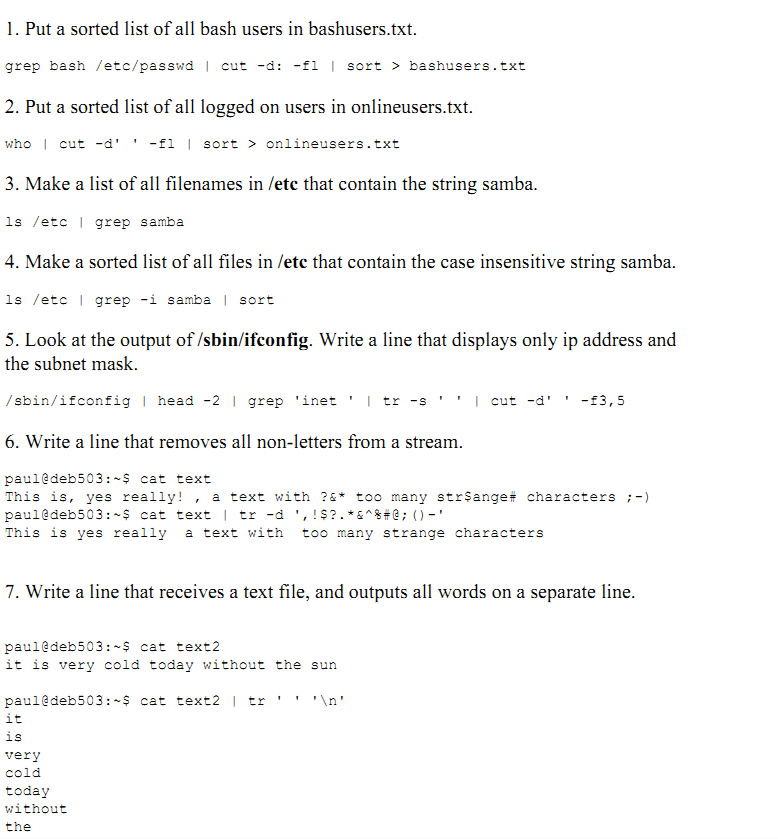 1. Put a sorted list of all bash users in bashusers.txt.
grep bash /etc/passwd | cut -d: -f1 | sort > bashusers.txt
2. Put a sorted list of all logged on users in onlineusers.txt.
who | cut -d' ' -f1 | sort > onlineusers.txt
3. Make a list of all filenames in /etc that contain the string samba.
ls /etc | grep samba
4. Make a sorted list of all files in /etc that contain the case insensitive string samba.
ls /etc | grep -i samba | sort
5. Look at the output of /sbin/ifconfig. Write a line that displays only ip address and
the subnet mask.
/sbin/ifconfig | head -2 | grep 'inet ' | tr -s ' ' | cut -d' ' -f3,5
6. Write a line that removes all non-letters from a stream.
paul@deb503:~$ cat text
This is, yes really! , a text with ?&* too many str$ange# characters ;-)
paul@deb503:~$ cat text | tr -d ',!$?.*&^%#@;()-'
This is yes really  a text with  too many strange characters
7. Write a line that receives a text file, and outputs all words on a separate line.
paul@deb503:~$ cat text2
it is very cold today without the sun
paul@deb503:~$ cat text2 | tr ' ' '\n'
it
is
very
cold
today
without
the